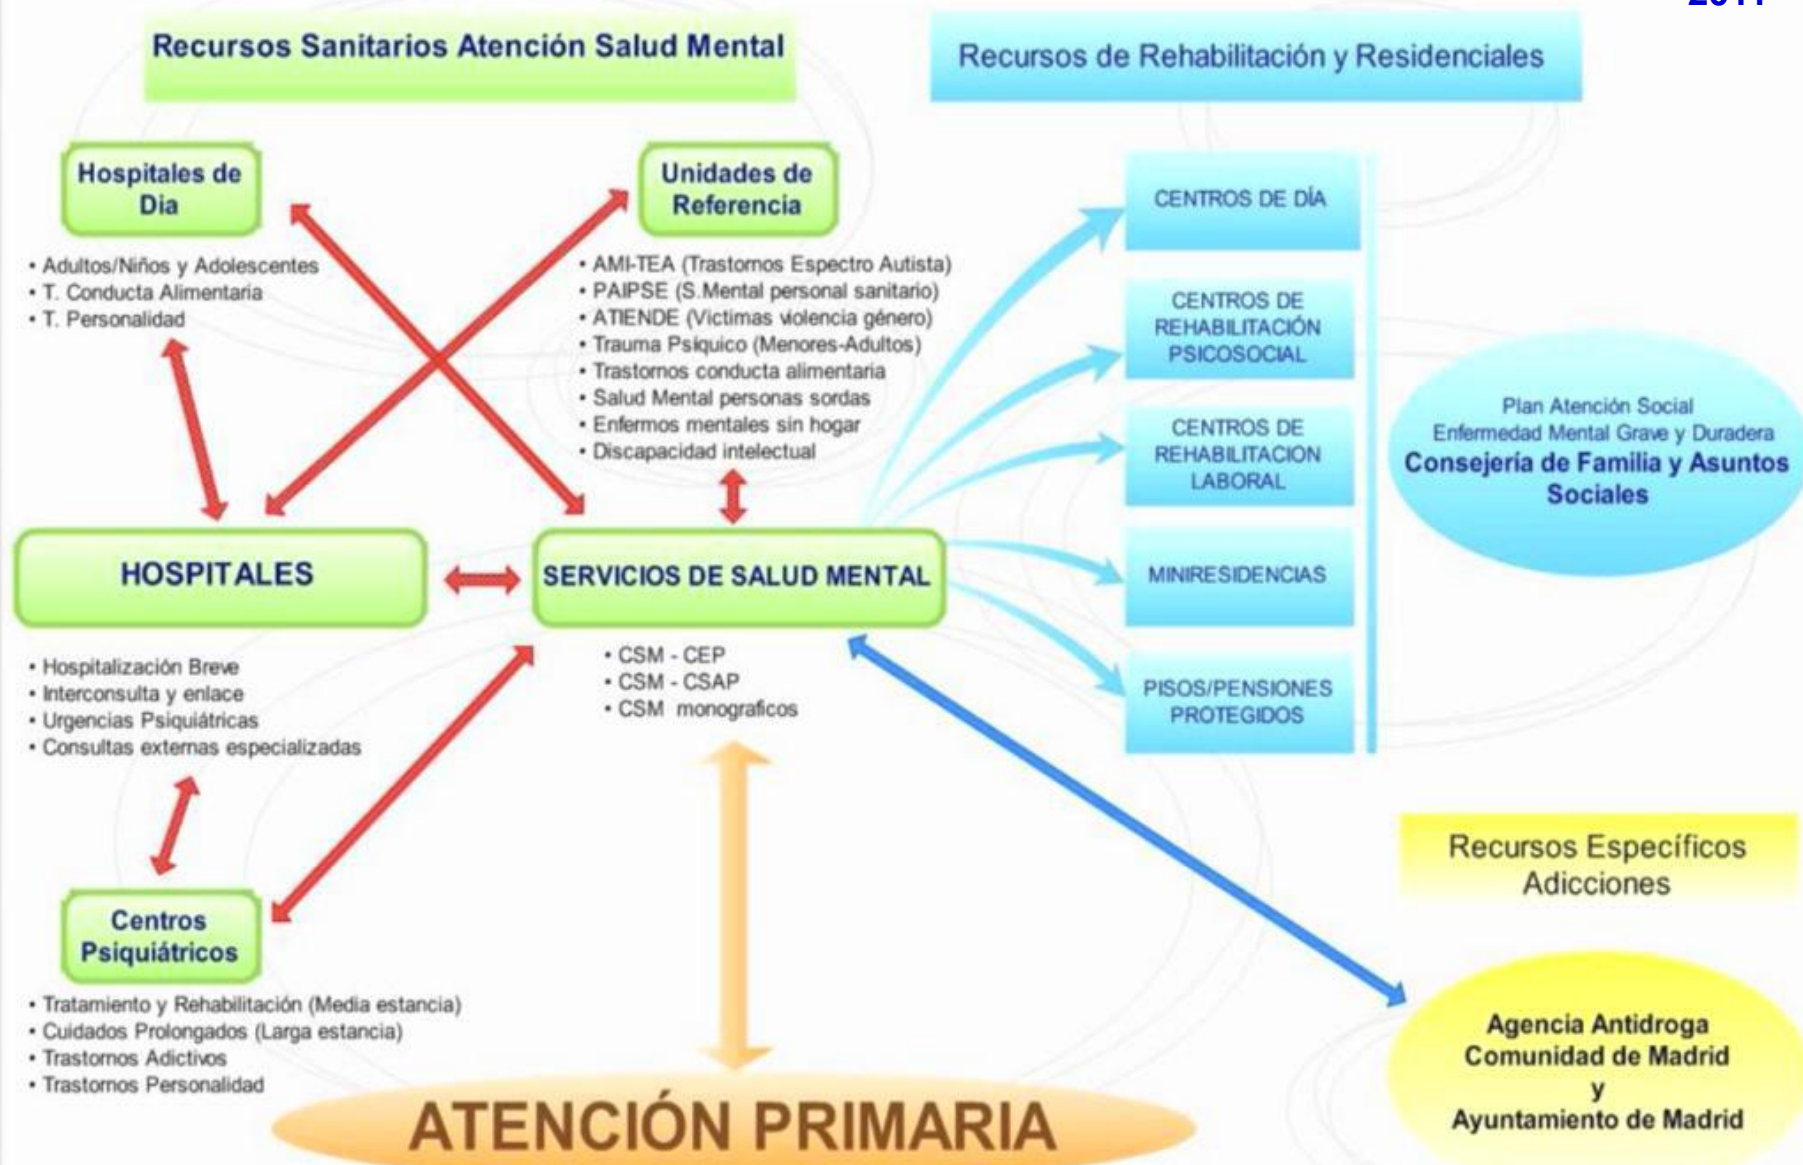 Recursos Sanitarios Atención Salud Mental
Recursos de Rehabilitación y Residenciales
Hospitales de
Dia
• Adultos/Niños y Adolescentes
• T. Conducta Alimentaria
• T. Personalidad
Unidades de
Referencia
• AMI-TEA (Trastornos Espectro Autista)
• PAIPSE (S.Mental personal sanitario)
• ATIENDE (Victimas violencia género)
• Trauma Psíquico (Menores-Adultos)
• Trastornos conducta alimentaria
• Salud Mental personas sordas
• Enfermos mentales sin hogar
• Discapacidad intelectual
HOSPITALES
• Hospitalización Breve
• Interconsulta y enlace
• Urgencias Psiquiátricas
• Consultas externas especializadas
SERVICIOS DE SALUD MENTAL
• CSM - CEP
• CSM - CSAP
• CSM monograficos
Centros
Psiquiátricos
• Tratamiento y Rehabilitación (Media estancia)
• Cuidados Prolongados (Larga estancia)
• Trastornos Adictivos
• Trastornos Personalidad
ATENCIÓN PRIMARIA
CENTROS DE DÍA
CENTROS DE
REHABILITACIÓN
PSICOSOCIAL
CENTROS DE
REHABILITACION
LABORAL
MINIRESIDENCIAS
PISOS/PENSIONES
PROTEGIDOS
Plan Atención Social
Enfermedad Mental Grave y Duradera
Consejería de Familia y Asuntos
Sociales
Recursos Específicos
Adicciones
Agencia Antidroga
Comunidad de Madrid
y
Ayuntamiento de Madrid